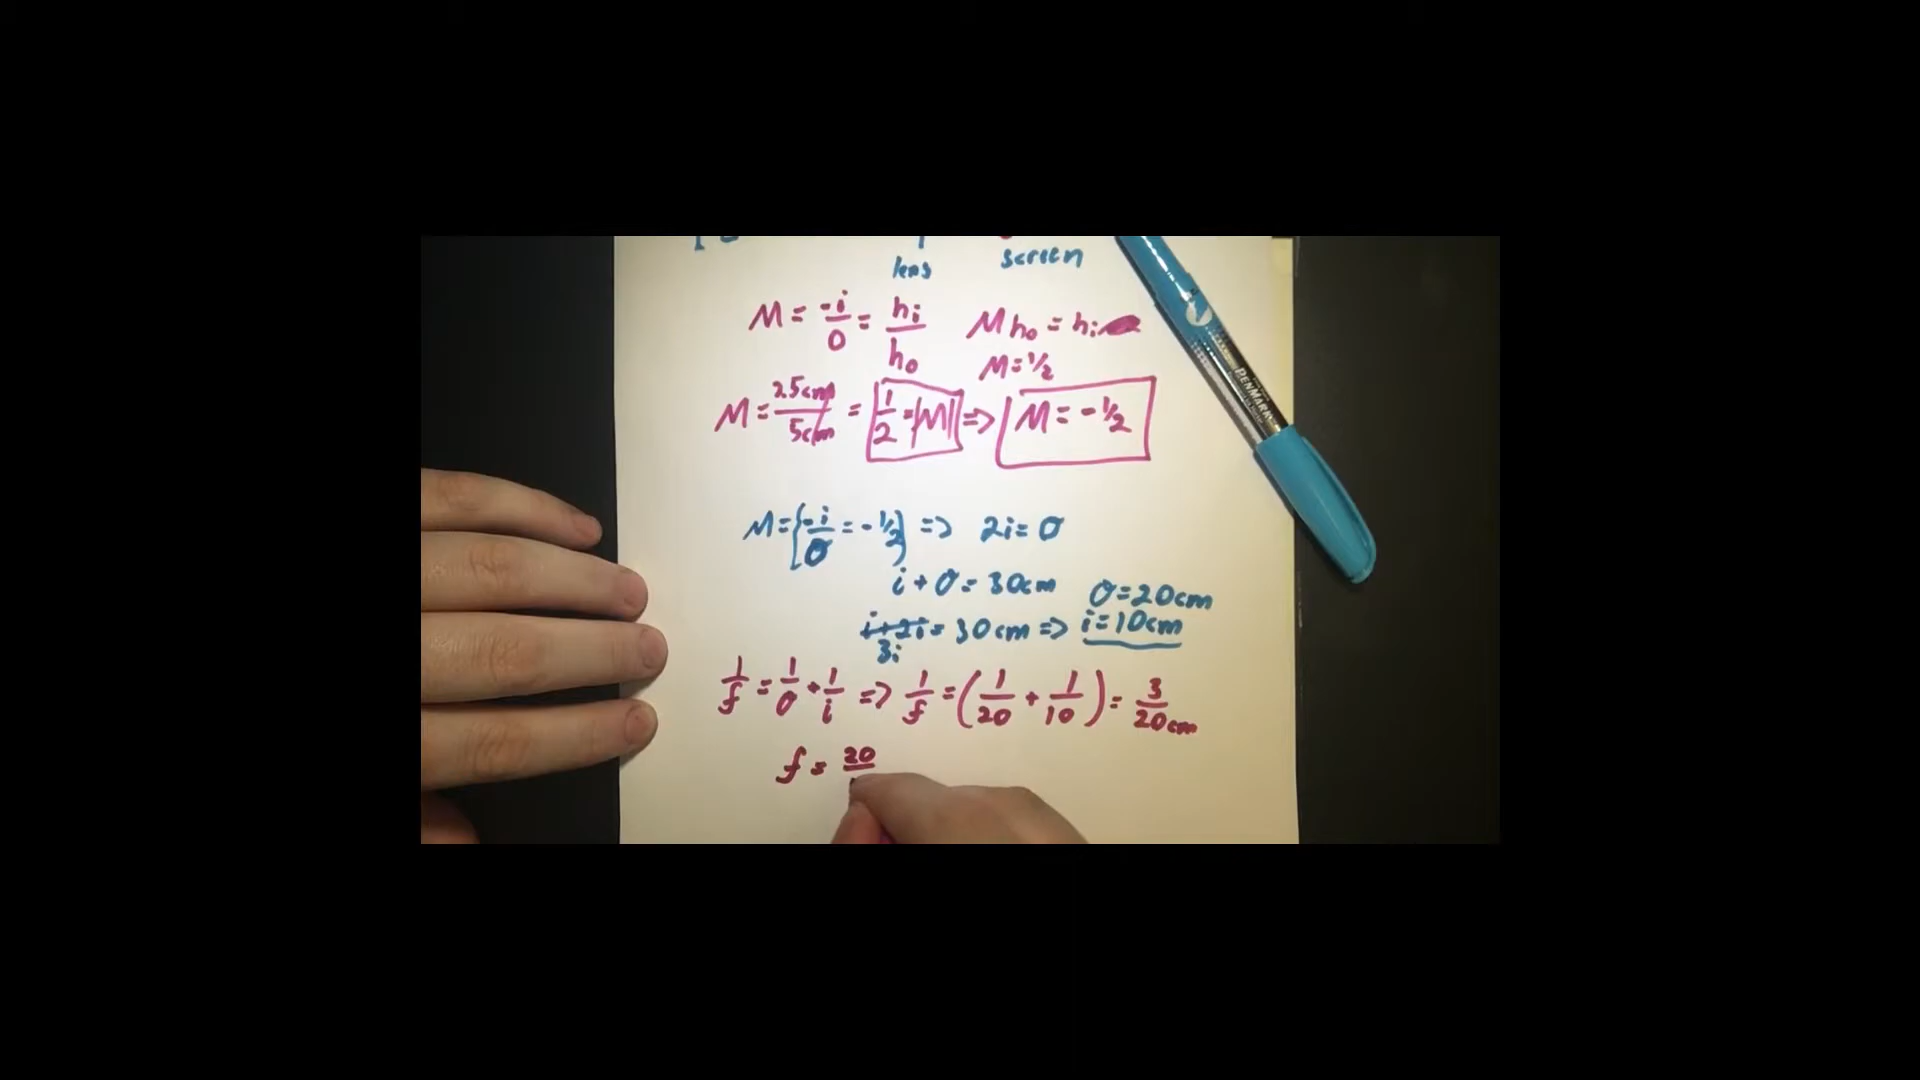 lens screen
M = -i/o = hi/ho Mho = hi
M = 1/2
M = 2.5cm/5cm = 1/2 = |M| => M = -1/2
M = {-i/o = -1/2} => 2i = o
i + o = 30cm o = 20cm
i+2i = 30cm => i = 10cm
3i
1/f = 1/o + 1/i => 1/f = (1/20 + 1/10) = 3/20cm
f = 20
PENMARK